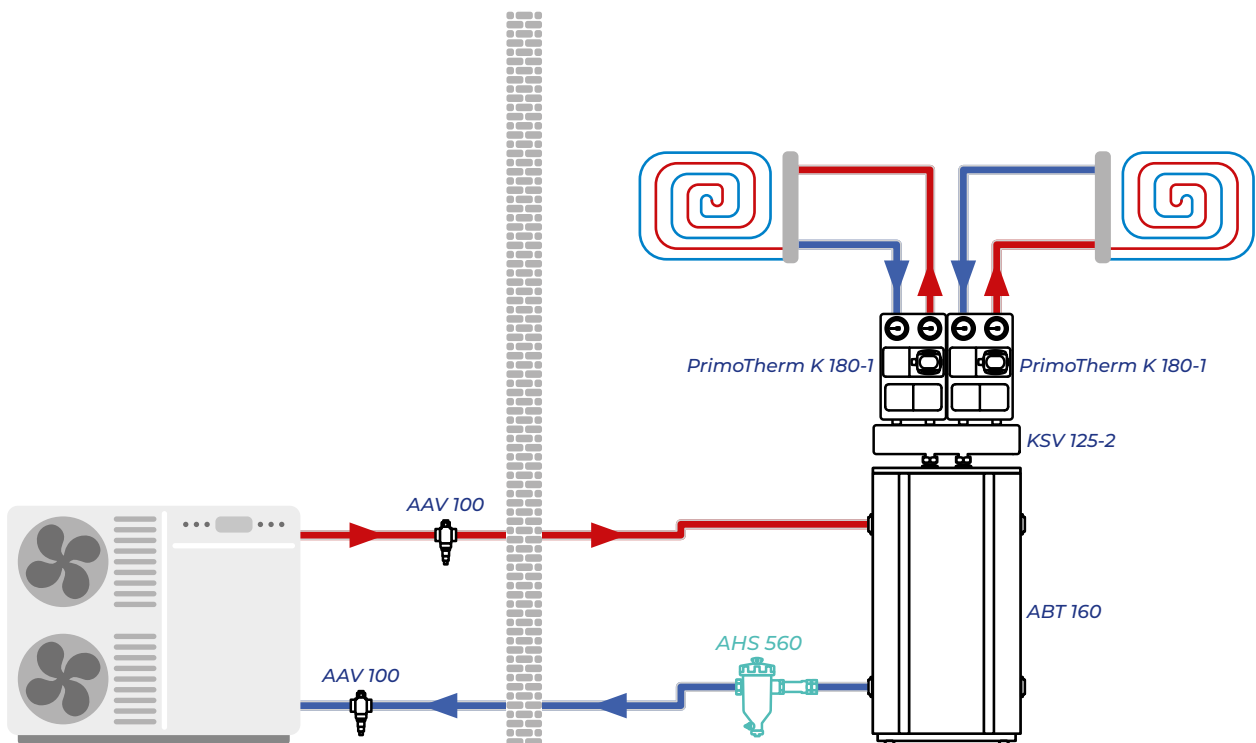 PrimoTherm K 180-1
PrimoTherm K 180-1
KSV 125-2
AAV 100
ABT 160
AHS 560
AAV 100